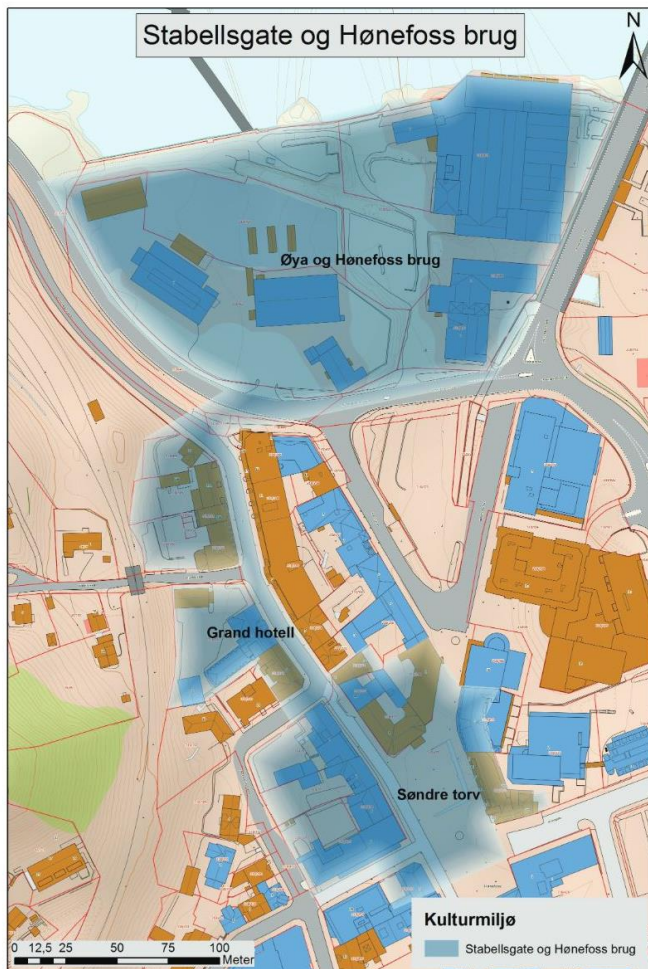 Stabellsgate og Hønefoss brug
N
Øya og Hønefoss brug
Grand hotell
Søndre torv
Kulturmiljø
Stabellsgate og Hønefoss brug
0 12,5 25 50 75 100
Meter